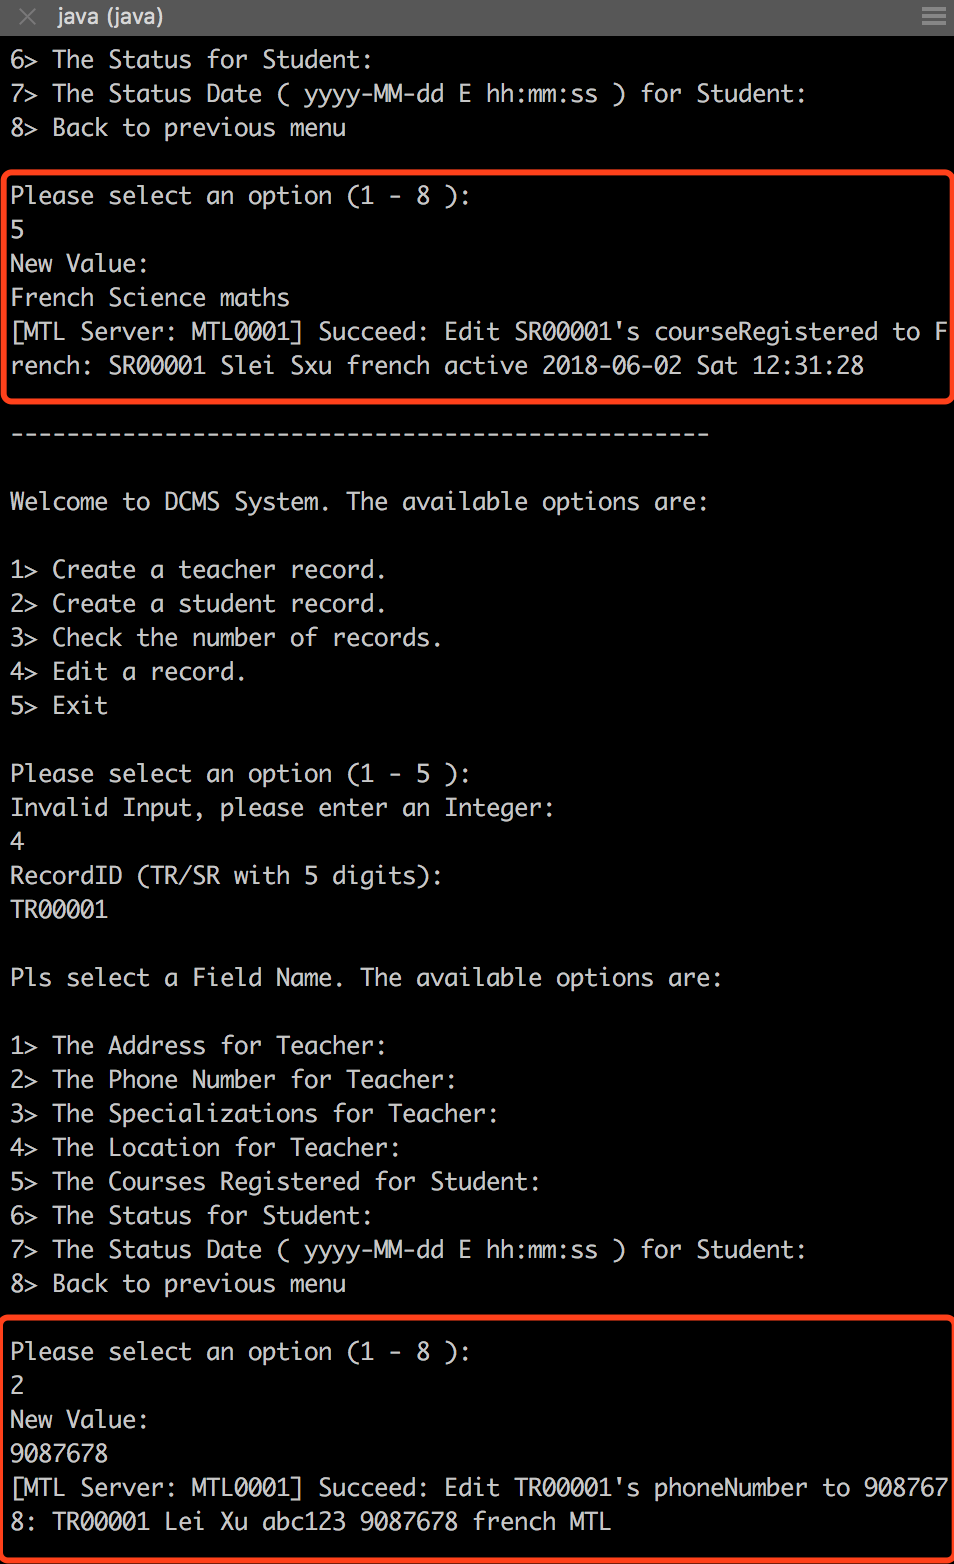 java (java)
6> The Status for Student:
7> The Status Date ( yyyy-MM-dd E hh:mm:ss ) for Student:
8> Back to previous menu
Please select an option (1 - 8 ):
5
New Value:
French Science maths
[MTL Server: MTL0001] Succeed: Edit SR00001's courseRegistered to F
rench: SR00001 Slei Sxu french active 2018-06-02 Sat 12:31:28
--------------------------------------------------
Welcome to DCMS System. The available options are:
1> Create a teacher record.
2> Create a student record.
3> Check the number of records.
4> Edit a record.
5> Exit
Please select an option (1 - 5 ):
Invalid Input, please enter an Integer:
4
RecordID (TR/SR with 5 digits):
TR00001
Pls select a Field Name. The available options are:
1> The Address for Teacher:
2> The Phone Number for Teacher:
3> The Specializations for Teacher:
4> The Location for Teacher:
5> The Courses Registered for Student:
6> The Status for Student:
7> The Status Date ( yyyy-MM-dd E hh:mm:ss ) for Student:
8> Back to previous menu
Please select an option (1 - 8 ):
2
New Value:
9087678
[MTL Server: MTL0001] Succeed: Edit TR00001's phoneNumber to 908767
8: TR00001 Lei Xu abc123 9087678 french MTL